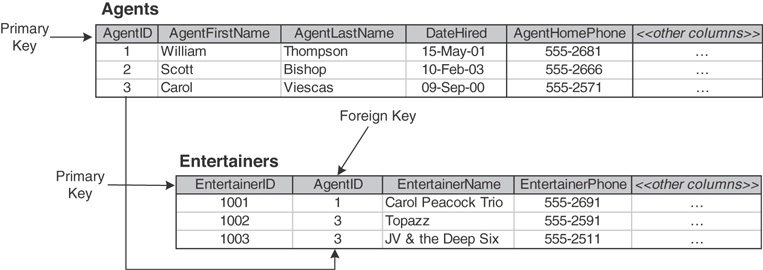 Agents
Primary
Key
AgentID AgentFirstName AgentLastName DateHired AgentHomePhone <<other columns>>
1 William Thompson 15-May-01 555-2681 ...
2 Scott Bishop 10-Feb-03 555-2666 ...
3 Carol Viescas 09-Sep-00 555-2571 ...
Foreign Key
Entertainers
Primary
Key
EntertainerID AgentID EntertainerName EntertainerPhone <<other columns>>
1001 1 Carol Peacock Trio 555-2691 ...
1002 3 Topazz 555-2591 ...
1003 3 JV & the Deep Six 555-2511 ...